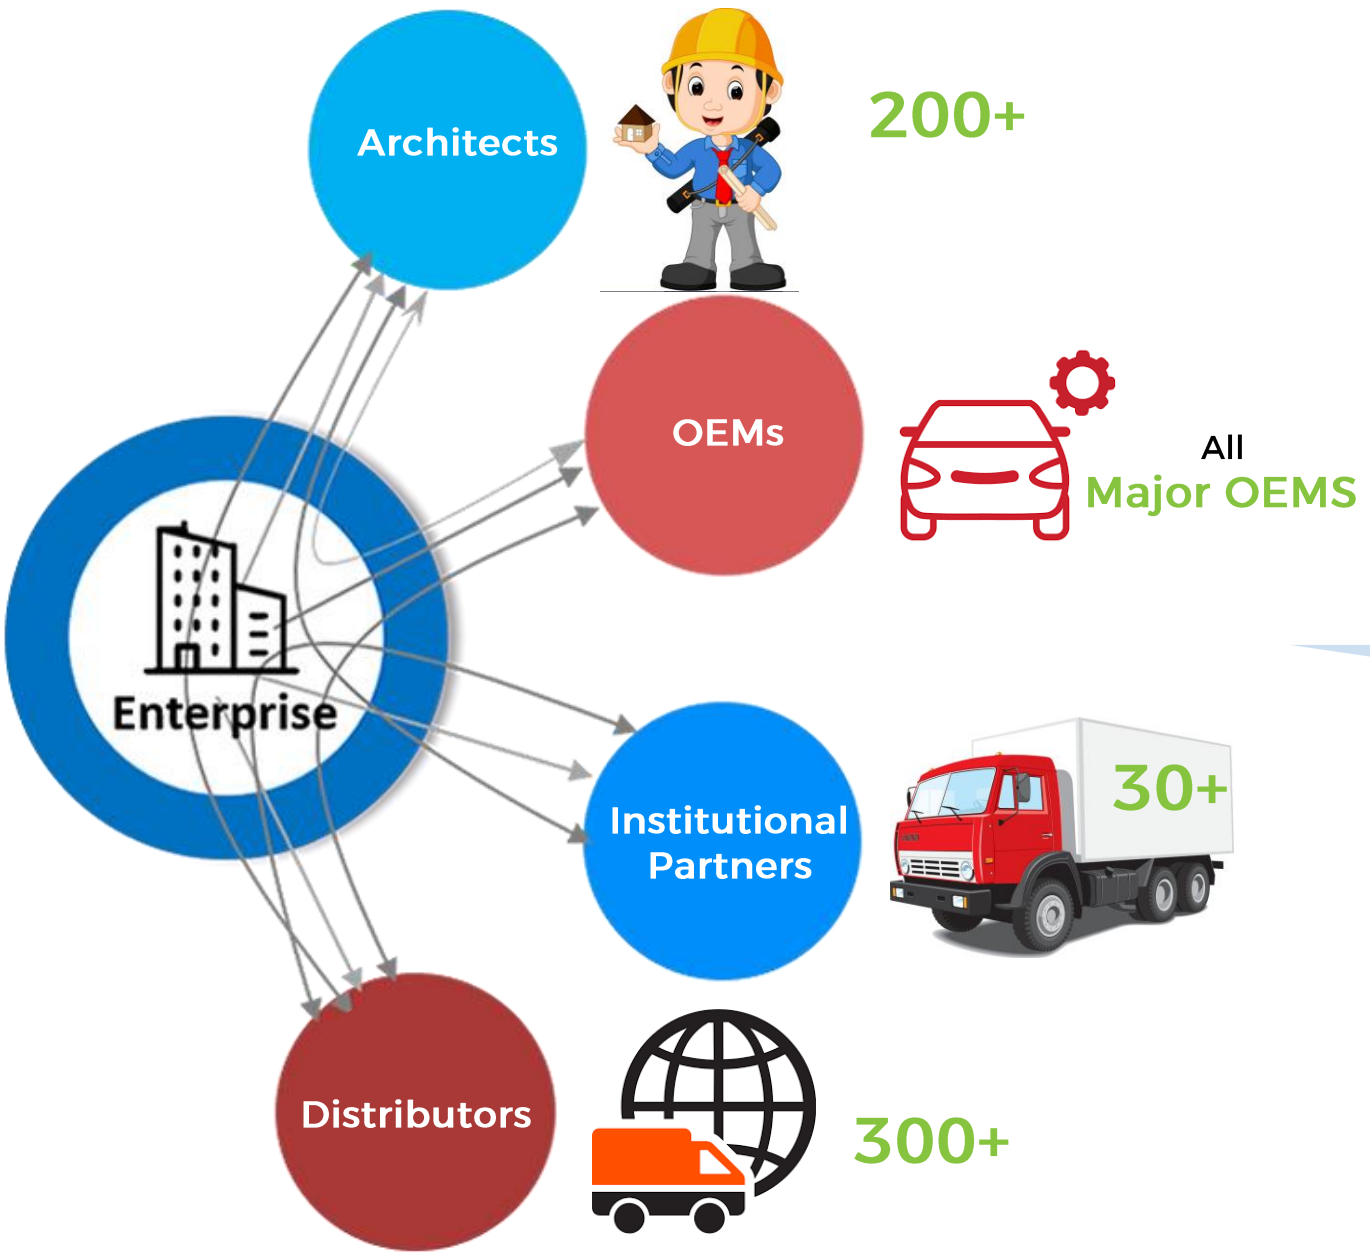 Architects
200+
OEMs
All
Major OEMS
Enterprise
Institutional
Partners
30+
Distributors
300+